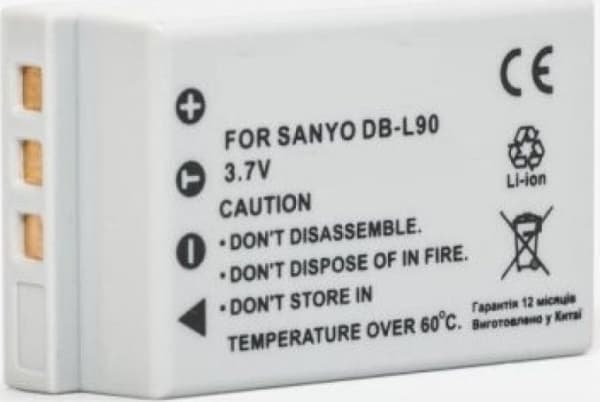 CE
FOR SANYO DB-L90
3.7V
Li-ion
CAUTION
•DON'T DISASSEMBLE.
•DON'T DISPOSE OF IN FIRE.
•DON'T STORE IN
TEMPERATURE OVER 60°C.
Гарантія 12 місяців
Виготовлено у Китаї
+
T
-